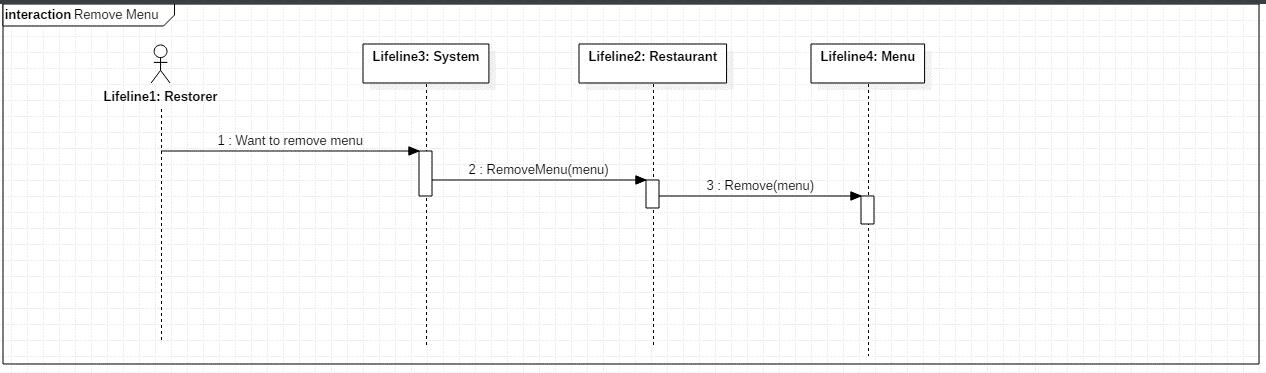 interaction Remove Menu
Lifeline3: System
Lifeline2: Restaurant
Lifeline4: Menu
Lifeline1: Restorer
1 : Want to remove menu
2 : RemoveMenu(menu)
3 : Remove(menu)